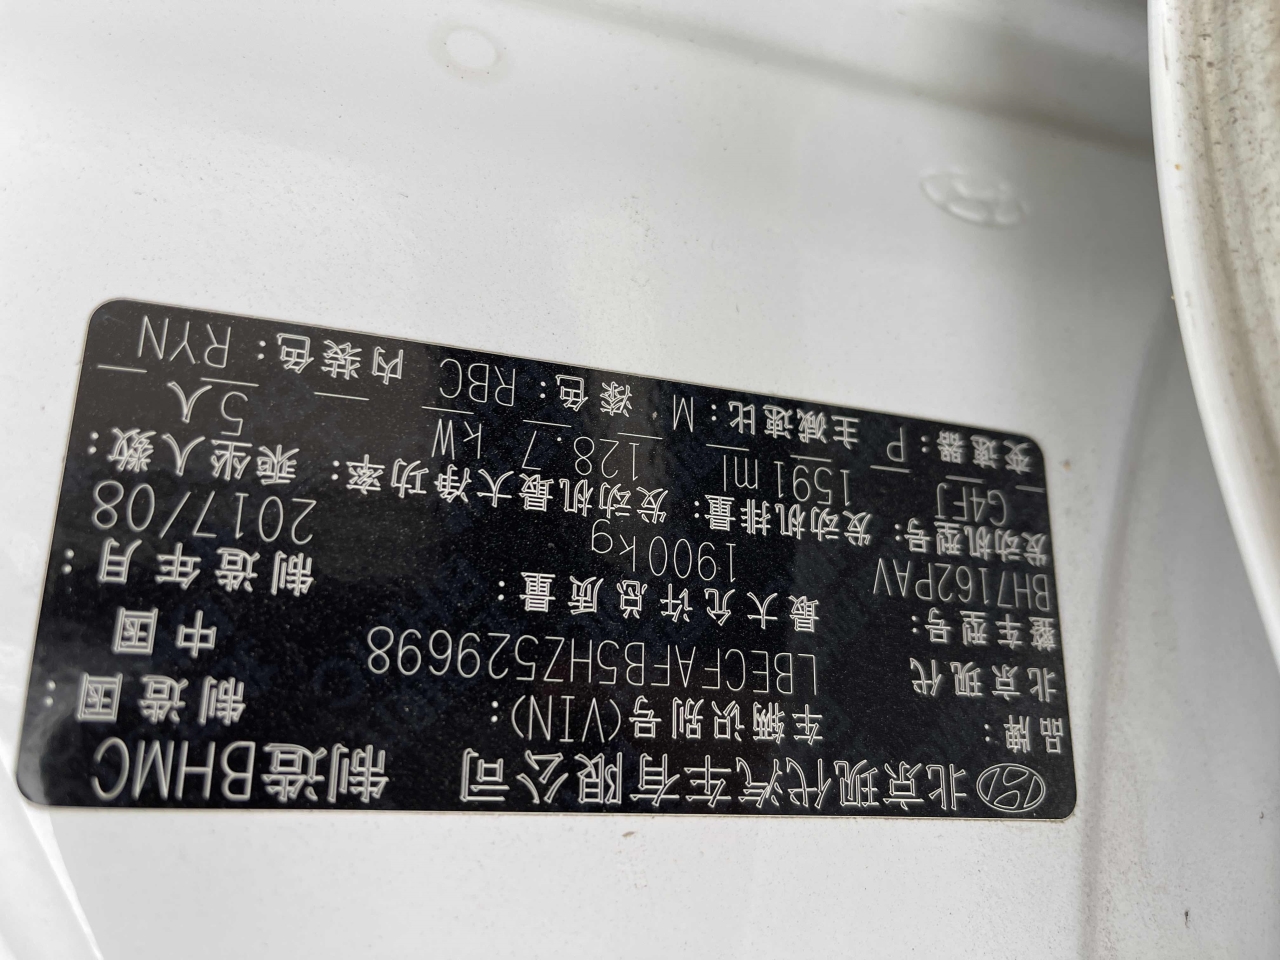 北京现代汽车有限公司 制造BHMC
品牌： 车辆识别号(VIN)： 制造国：
北京现代 LBECFAFB5HZ529698 中国
整车型号： 最大允许总质量： 制造年月：
BH7162PAV 1900kg 2017/08
发动机型号： 发动机排量： 发动机最大净功率： 乘坐人数：
G4FJ 1591ml 128.7 kW 5人
变速器：P 主减速比：M 涂色：RBC 内装色：RYN